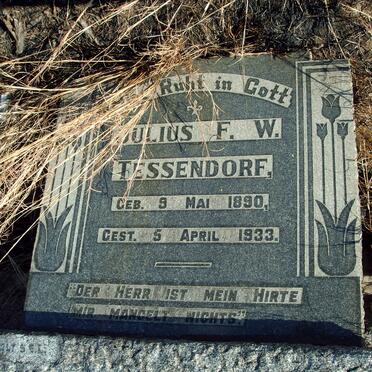 Ruht in Gott
JULIUS F. W.
TESSENDORF,
GEB. 9 MAI 1890,
GEST. 5 APRIL 1933.
"DER HERR IST MEIN HIRTE
MIR MANGELT NICHTS."